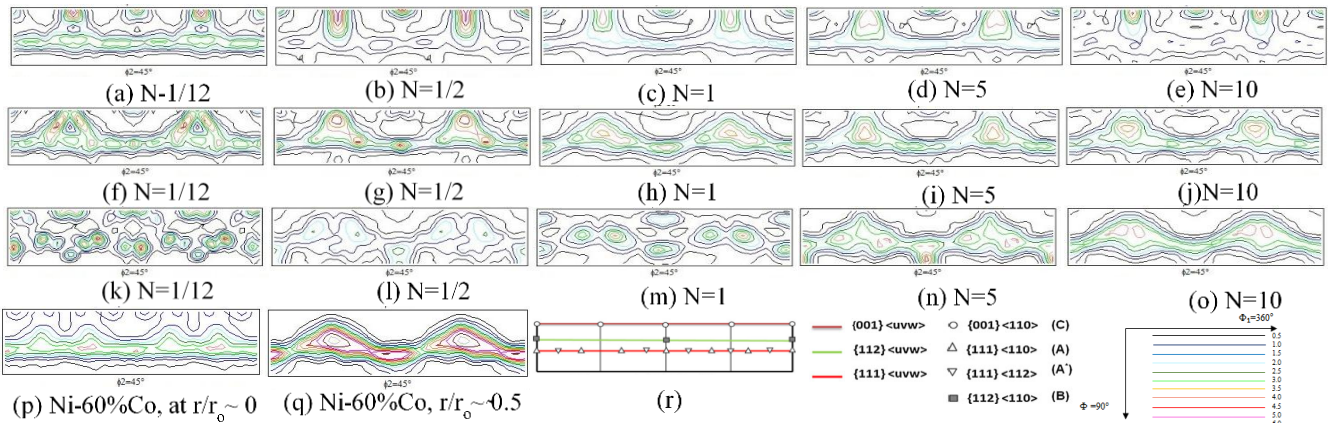 ϕ2=45° ϕ2=45° ϕ2=45° ϕ2=45° ϕ2=45°
(a) N-1/12 (b) N=1/2 (c) N=1 (d) N=5 (e) N=10
ϕ2=45° ϕ2=45° ϕ2=45° ϕ2=45° ϕ2=45°
(f) N=1/12 (g) N=1/2 (h) N=1 (i) N=5 (j)N=10
ϕ2=45° ϕ2=45° ϕ2=45° ϕ2=45° ϕ2=45°
(k) N=1/12 (l) N=1/2 (m) N=1 (n) N=5 (o) N=10
ϕ2=45° ϕ2=45°
(p) Ni-60%Co, at r/ro~ 0 (q) Ni-60%Co, r/ro~0.5 (r)
{001}<uvw> {001}<110> (C)
{112}<uvw> {111}<110> (A)
{111}<uvw> {111}<112> (A*)
{112}<110> (B)
Φ1=360°
0.5
1.0
1.5
2.0
2.5
3.0
3.5
4.0
4.5
5.0
Φ =90°